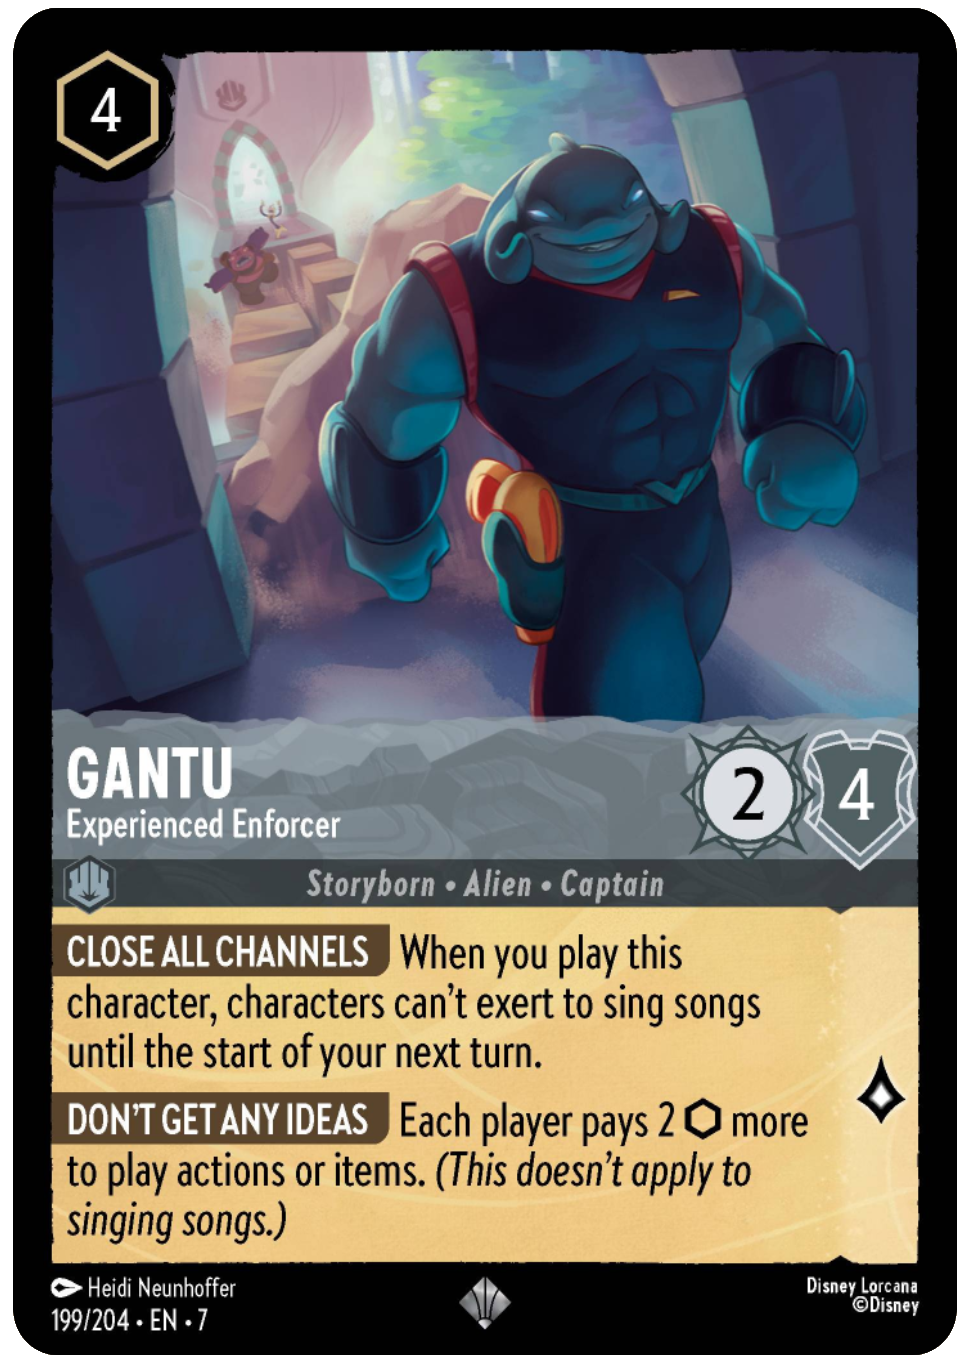 4
GANTU
Experienced Enforcer
2
4
Storyborn • Alien • Captain
CLOSE ALL CHANNELS When you play this
character, characters can't exert to sing songs
until the start of your next turn.
DON'T GET ANY IDEAS Each player pays 2 ⬡ more
to play actions or items. (This doesn't apply to
singing songs.)
Heidi Neunhoffer
199/204 • EN • 7
Disney Lorcana
©Disney